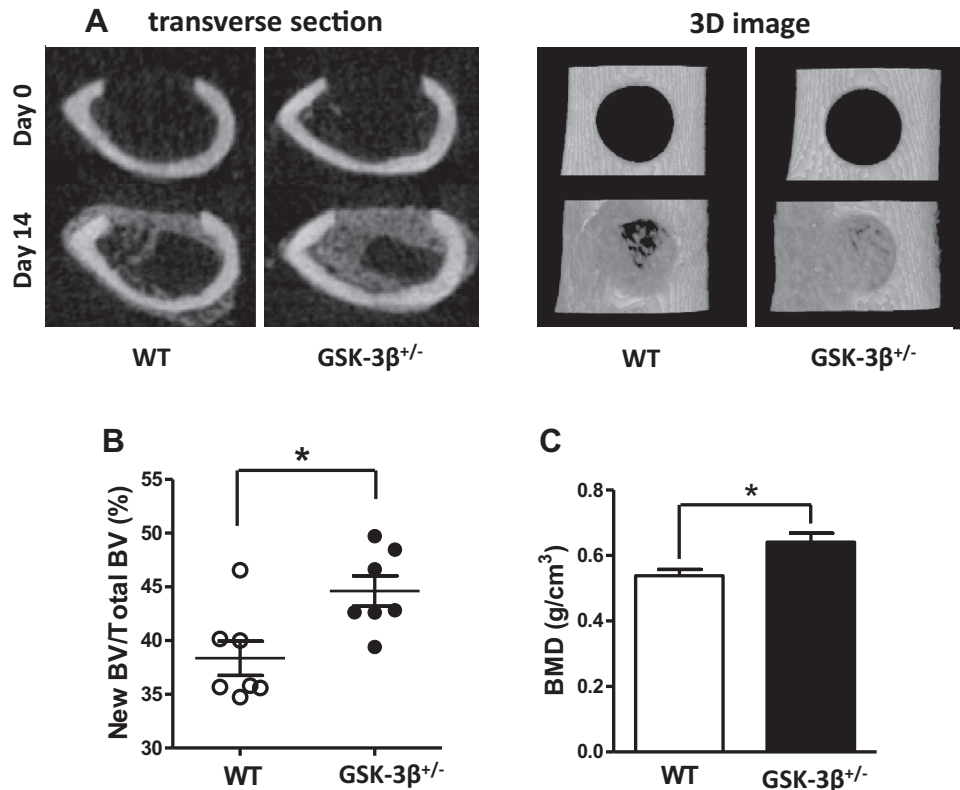 A transverse section
3D image
Day 0
Day 14
WT
GSK-3β+/-
WT
GSK-3β+/-
B
*
New BV/Total BV (%)
55
50
45
40
35
30
WT
GSK-3β+/-
C
*
BMD (g/cm3)
0.8
0.6
0.4
0.2
0.0
WT
GSK-3β+/-